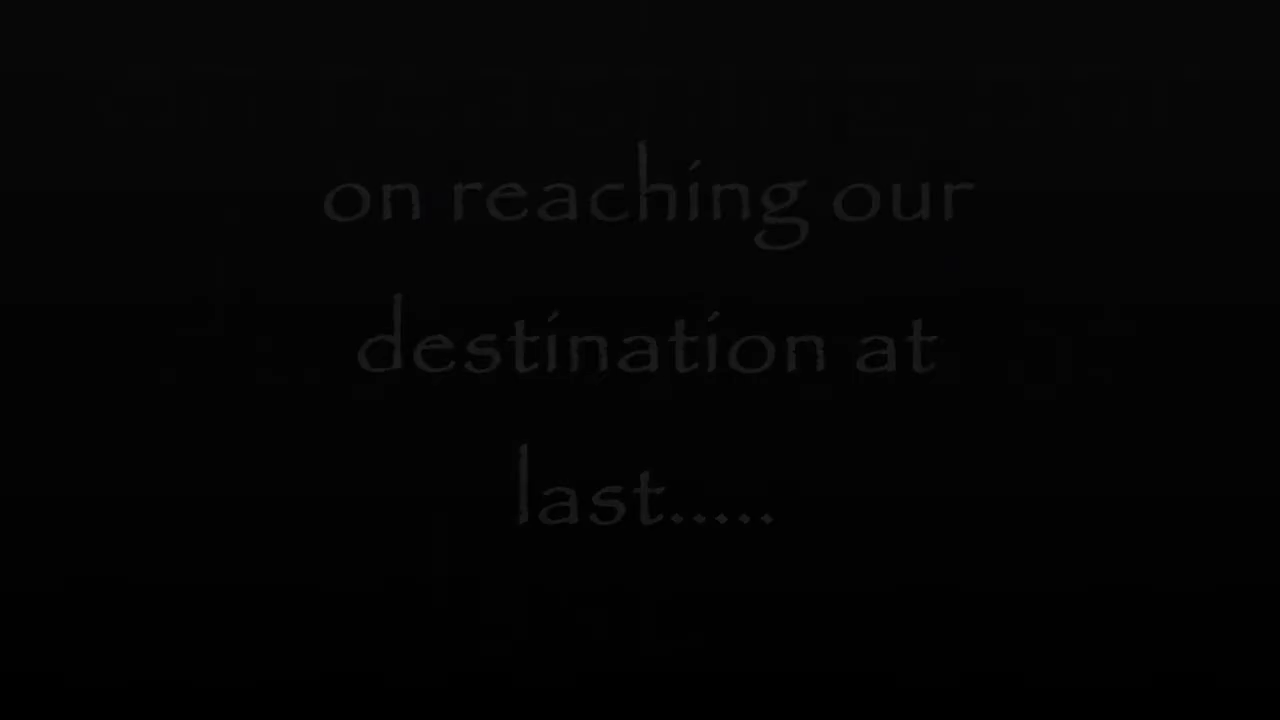 on reaching our
destination at
last.....